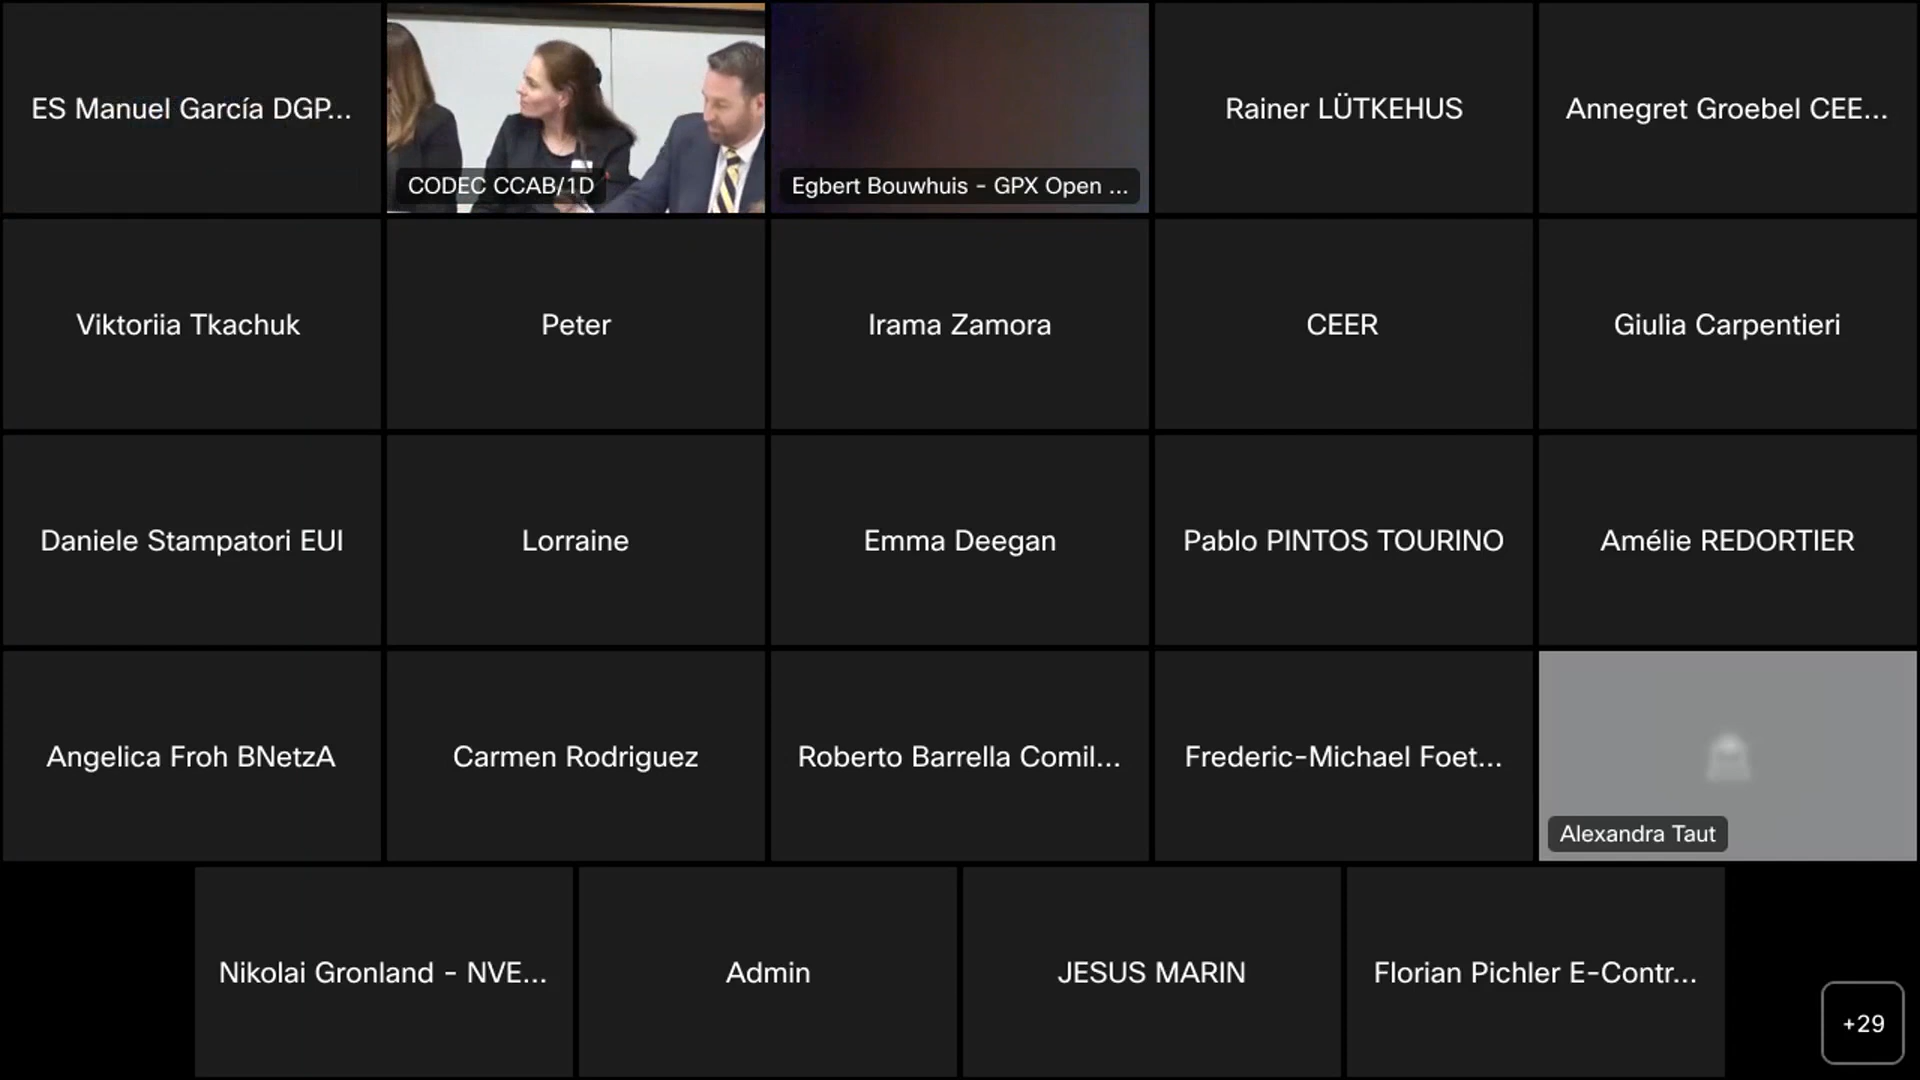 ES Manuel García DGP...
CODEC CCAB/1D
Egbert Bouwhuis - GPX Open ...
Rainer LÜTKEHUS
Annegret Groebel CEE...
Viktoriia Tkachuk
Peter
Irama Zamora
CEER
Giulia Carpentieri
Daniele Stampatori EUI
Lorraine
Emma Deegan
Pablo PINTOS TOURINO
Amélie REDORTIER
Angelica Froh BNetzA
Carmen Rodriguez
Roberto Barrella Comil...
Frederic-Michael Foet...
Alexandra Taut
Nikolai Gronland - NVE...
Admin
JESUS MARIN
Florian Pichler E-Contr...
+29